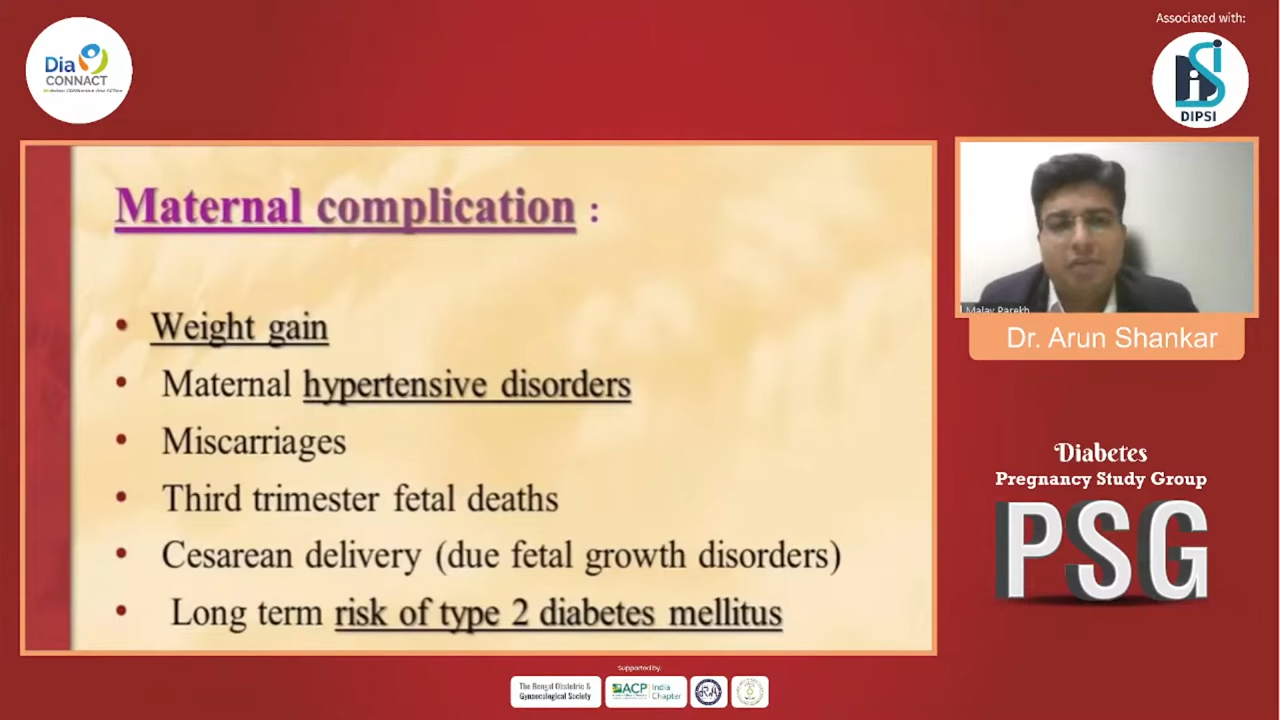 Associated with:
Dia
CONNACT
DIPSI
Maternal complication :
• Weight gain
• Maternal hypertensive disorders
• Miscarriages
• Third trimester fetal deaths
• Cesarean delivery (due fetal growth disorders)
• Long term risk of type 2 diabetes mellitus
Malay Parekh
Dr. Arun Shankar
Diabetes
Pregnancy Study Group
PSG
Supported by:
The Bengal Obstetric &
Gynaecological Society
ACP India
Chapter